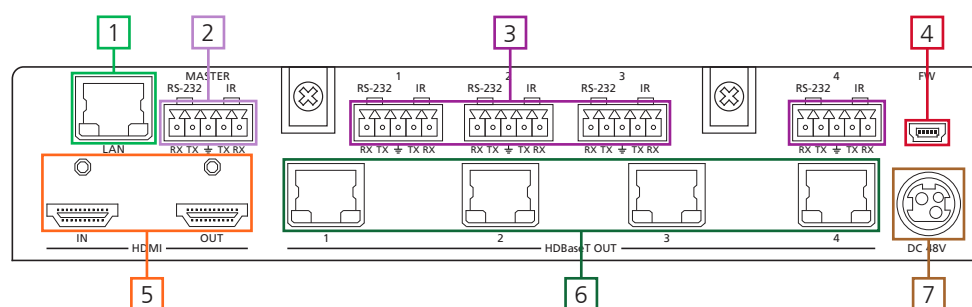 1 2 3 4
MASTER 1 2 3 4 FW
RS-232 IR RS-232 IR RS-232 IR RS-232 IR RS-232 IR
LAN RX TX TX RX RX TX TX RX RX TX TX RX RX TX TX RX RX TX TX RX
IN OUT 1 2 3 4
HDMI HDBaseT OUT DC 48V
5 6 7